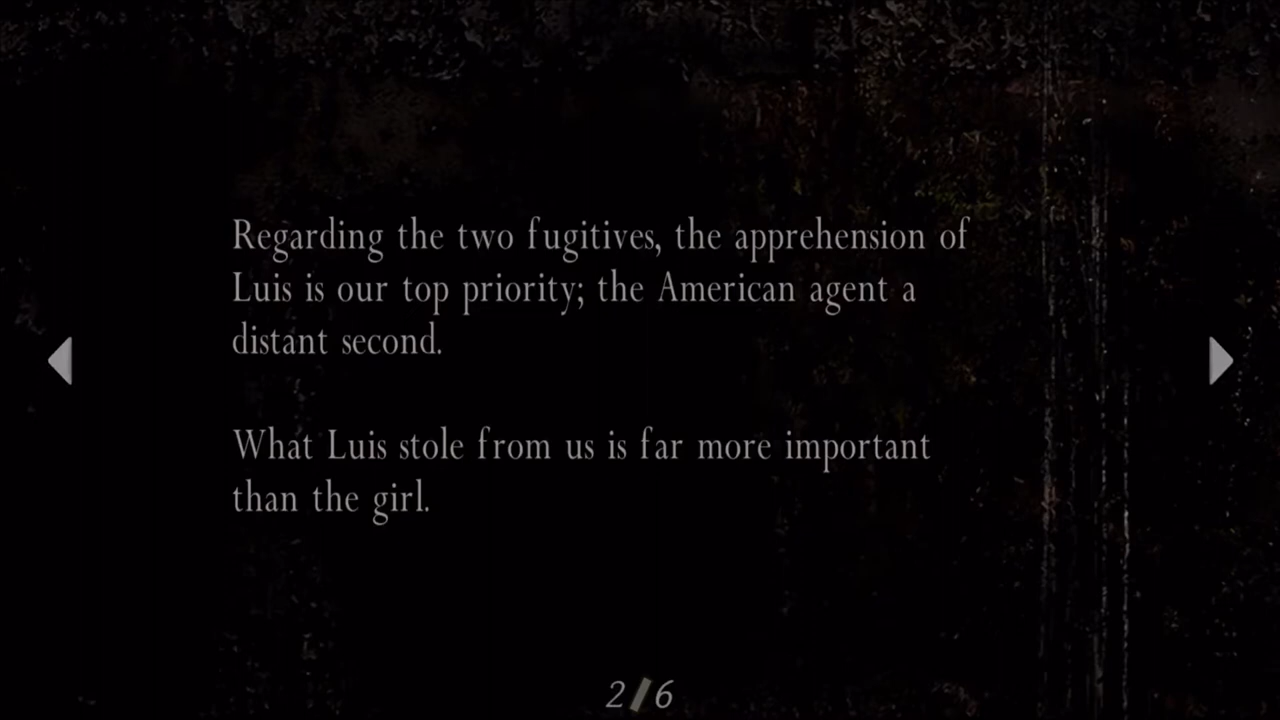 Regarding the two fugitives, the apprehension of
Luis is our top priority; the American agent a
distant second.
What Luis stole from us is far more important
than the girl.
2/6